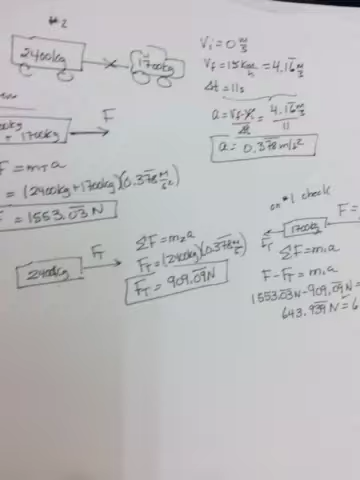 #2
2400kg
1700kg
Vi = 0 m/s
Vf = 15 km/h = 4.16 m/s
Δt = 11s
a = Vf - Vi / Δt = 4.16 m/s / 11
a = 0.378 m/s²
+ 1700kg
F
F = mT a
= (2400kg + 1700kg)(0.378 m/s²)
F = 1553.03 N
2400kg
FT
ΣF = m2a
FT = (2400kg)(0.378 m/s²)
FT = 909.09N
on #1 check
1700kg
F =
FT
ΣF = m1a
F - FT = m1a
1553.03N - 909.09N =
643.939N = 6